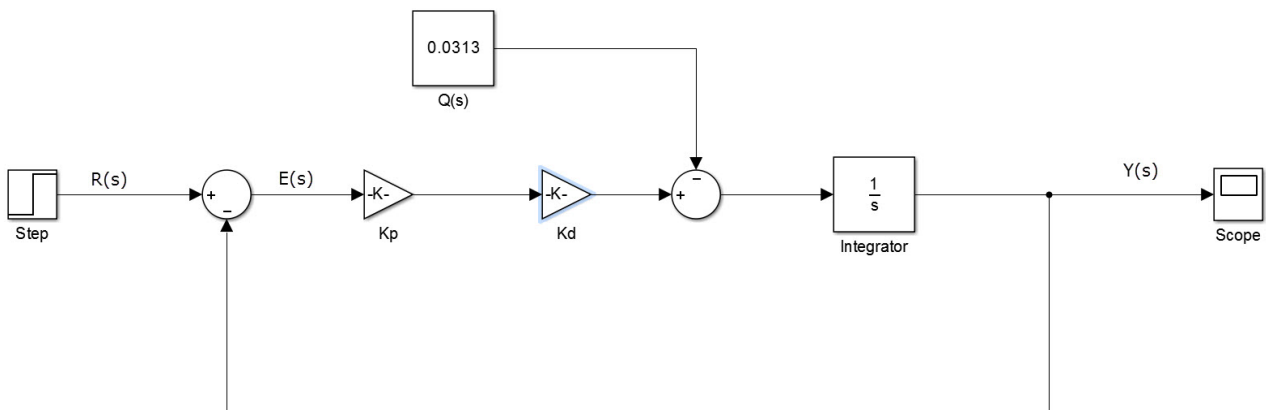 0.0313
Q(s)
R(s)
+
−
E(s)
-K-
-K-
−
+
1
s
Y(s)
Step
Kp
Kd
Integrator
Scope